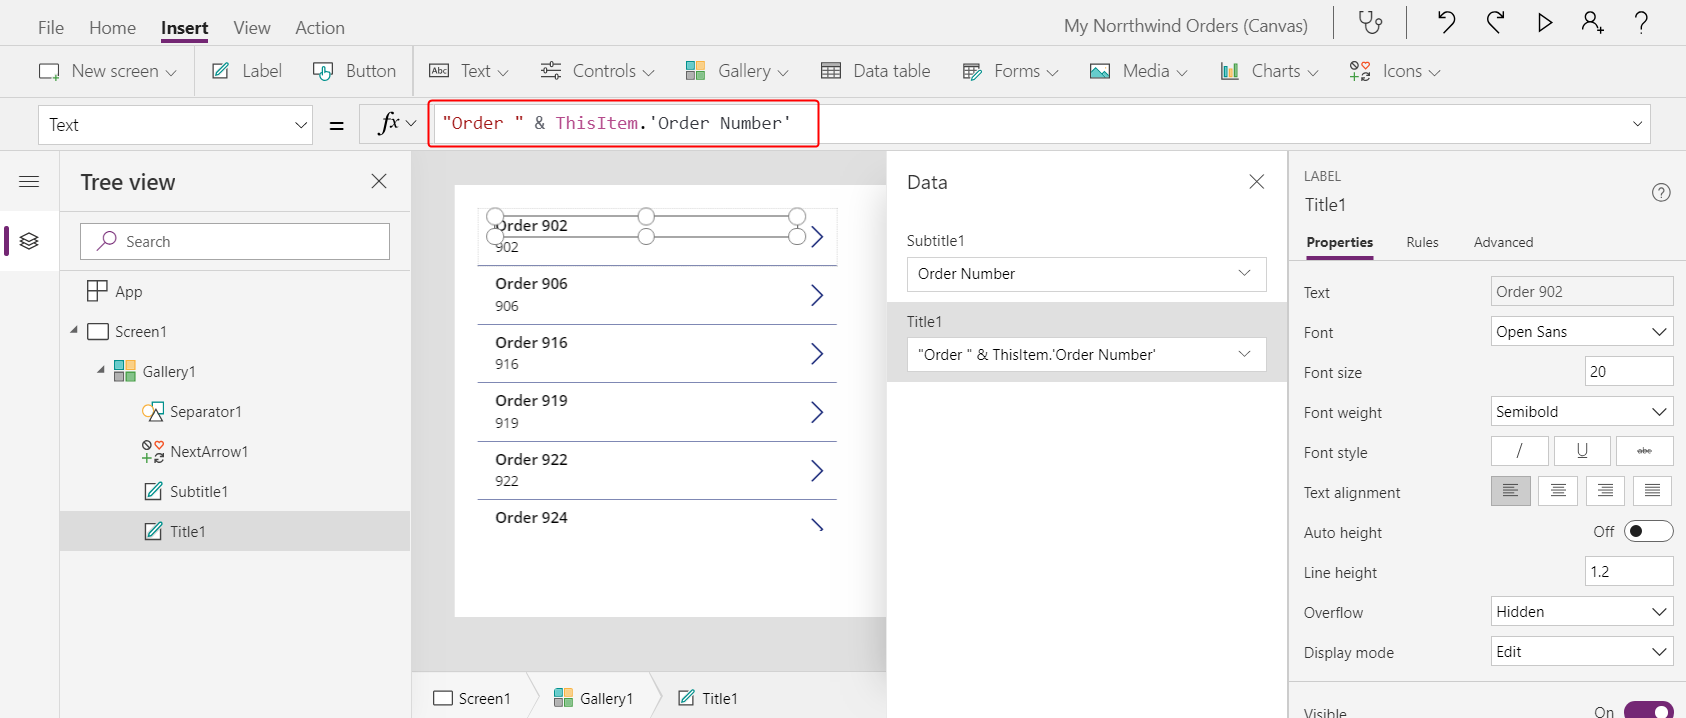 File Home Insert View Action My Norrthwind Orders (Canvas) ?
New screen Label Button Abc Text Controls Gallery Data table Forms Media Charts Icons
Text = fx "Order " & ThisItem.'Order Number'
Tree view
Search
App
Screen1
Gallery1
Separator1
NextArrow1
Subtitle1
Title1
Order 902
902
Order 906
906
Order 916
916
Order 919
919
Order 922
922
Order 924
Screen1 Gallery1 Title1
Data
Subtitle1
Order Number
Title1
"Order " & ThisItem.'Order Number'
LABEL
Title1 ?
Properties Rules Advanced
Text Order 902
Font Open Sans
Font size 20
Font weight Semibold
Font style / U abc
Text alignment
Auto height Off
Line height 1.2
Overflow Hidden
Display mode Edit
Visible On